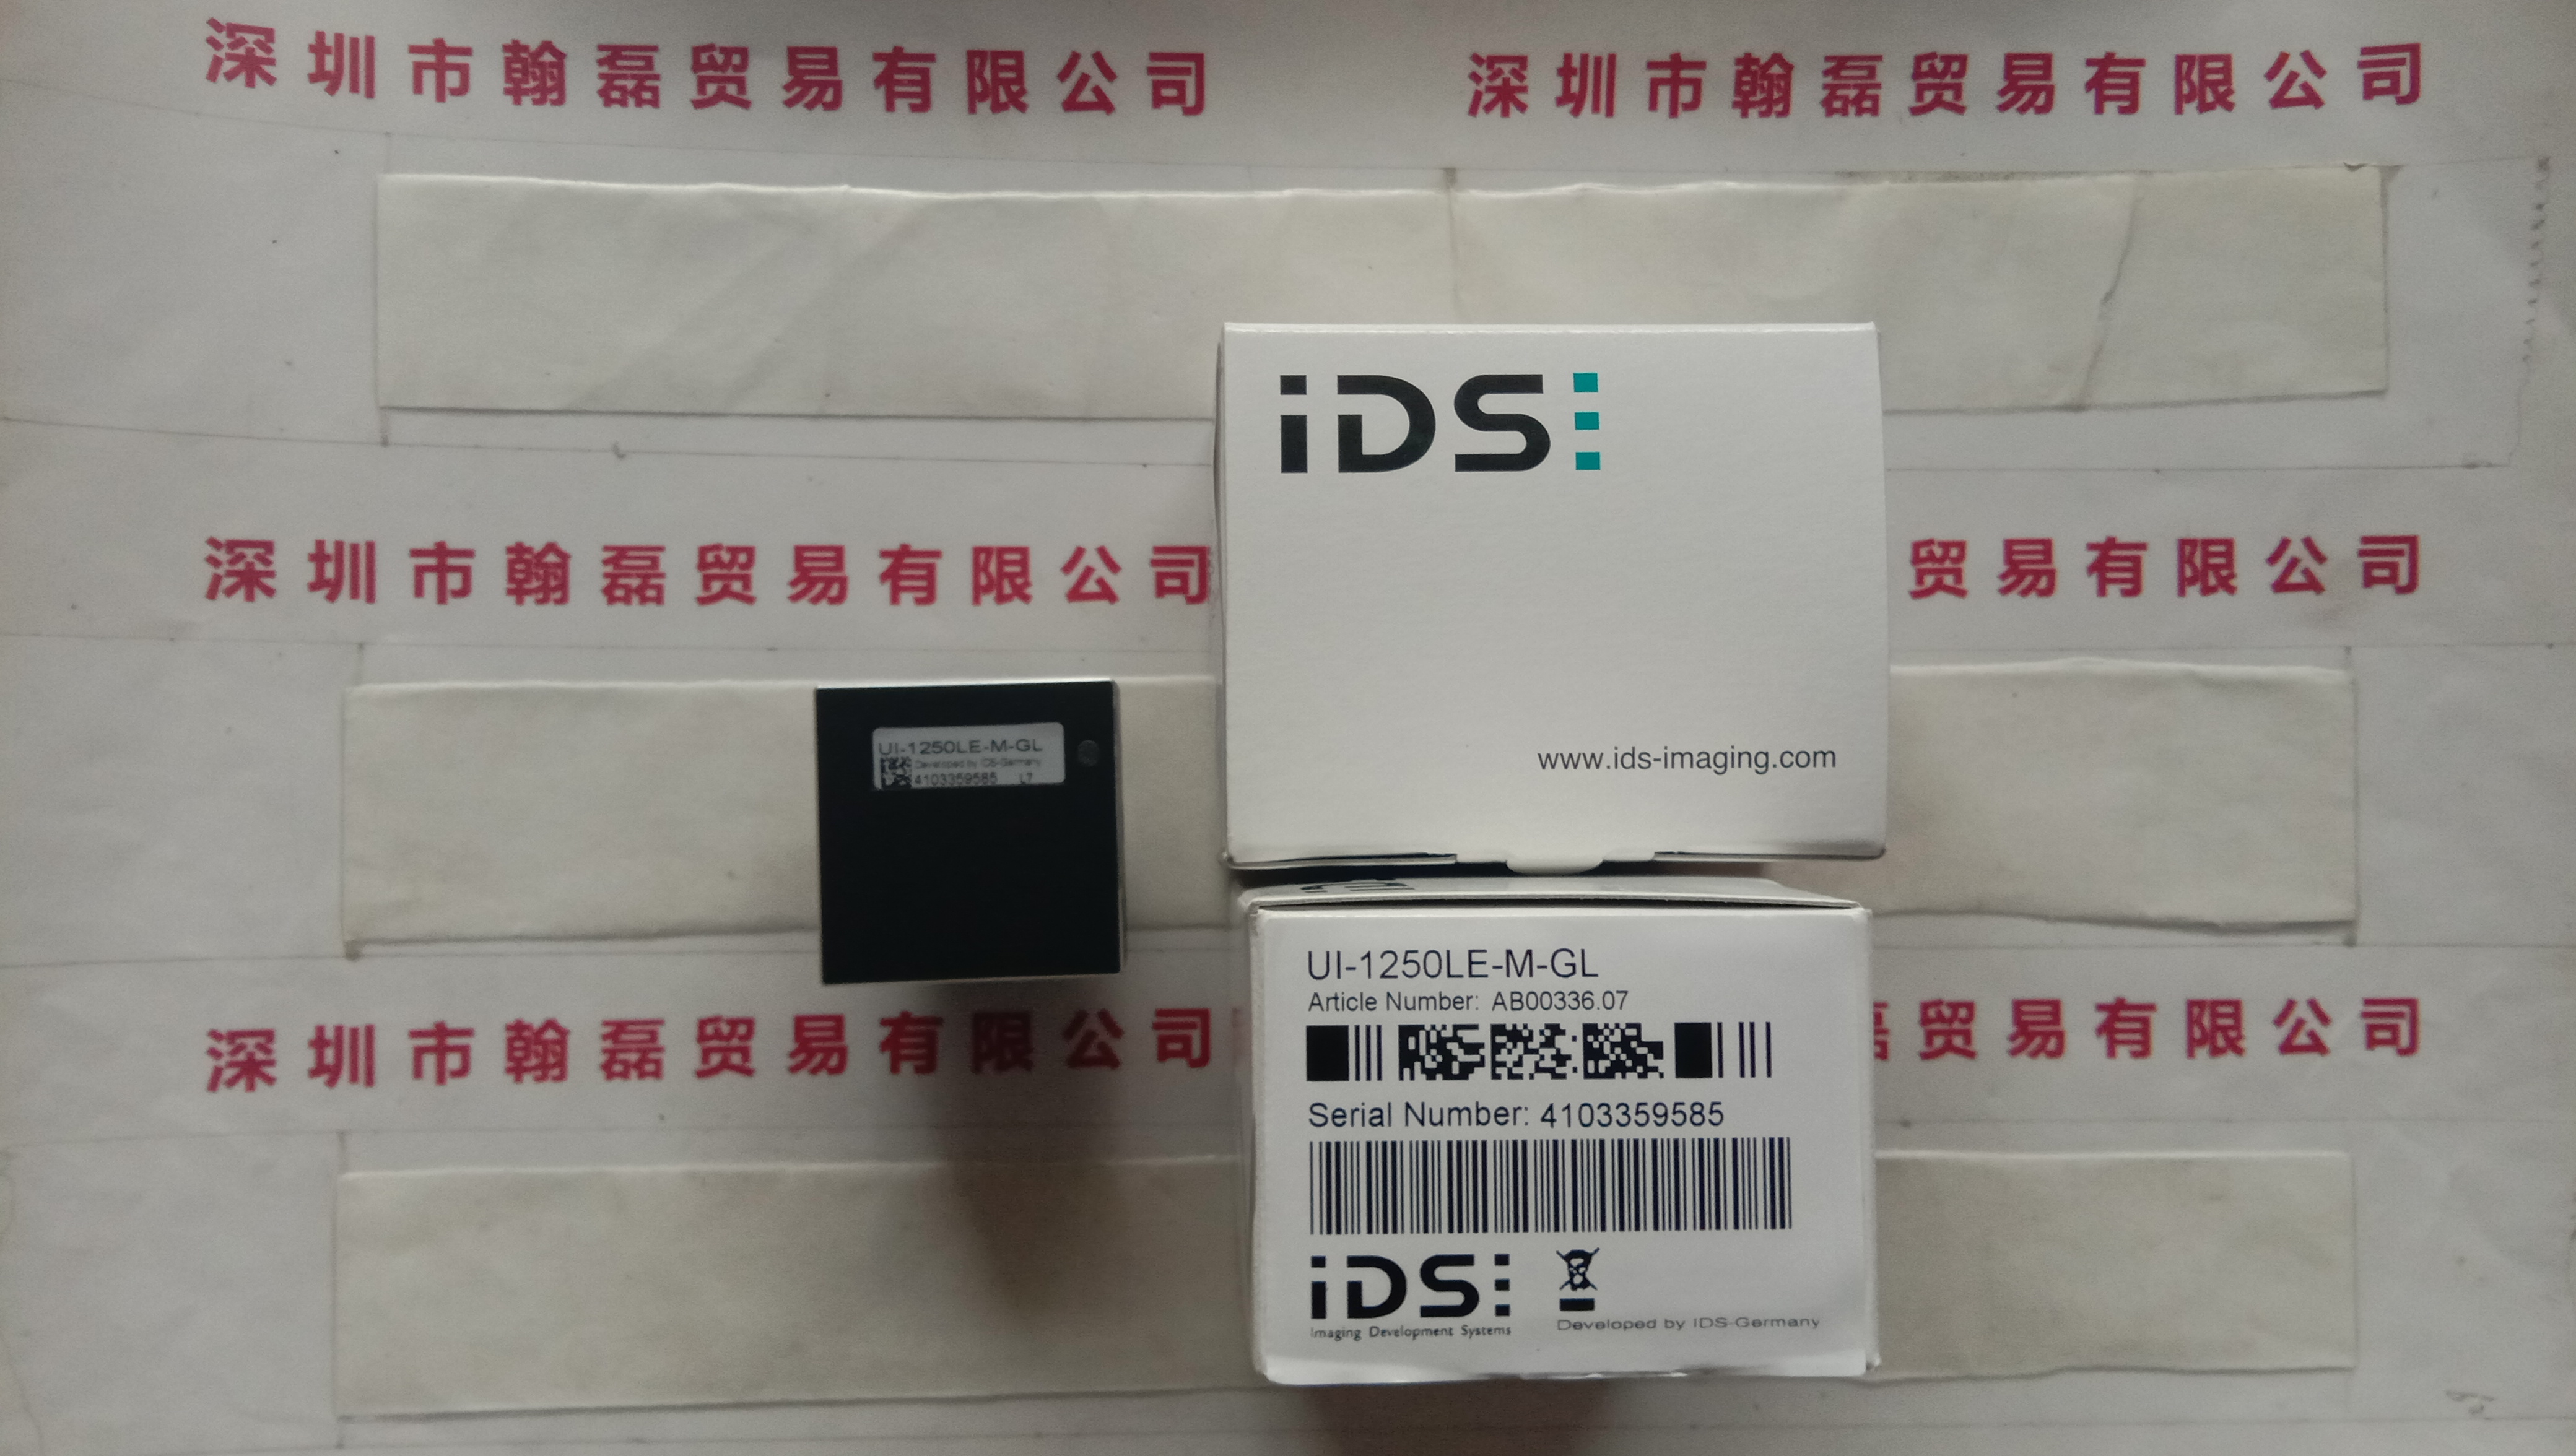 深圳市翰磊贸易有限公司 深圳市翰磊贸易有限公司
iDS
www.ids-imaging.com
深圳市翰磊贸易有限公司 贸易有限公司
UI-1250LE-M-GL
Developed by IDS-Germany
4103359585 L7
UI-1250LE-M-GL
Article Number: AB00336.07
Serial Number: 4103359585
iDS
Imaging Development Systems
Developed by IDS-Germany
深圳市翰磊贸易有限公司 贸易有限公司